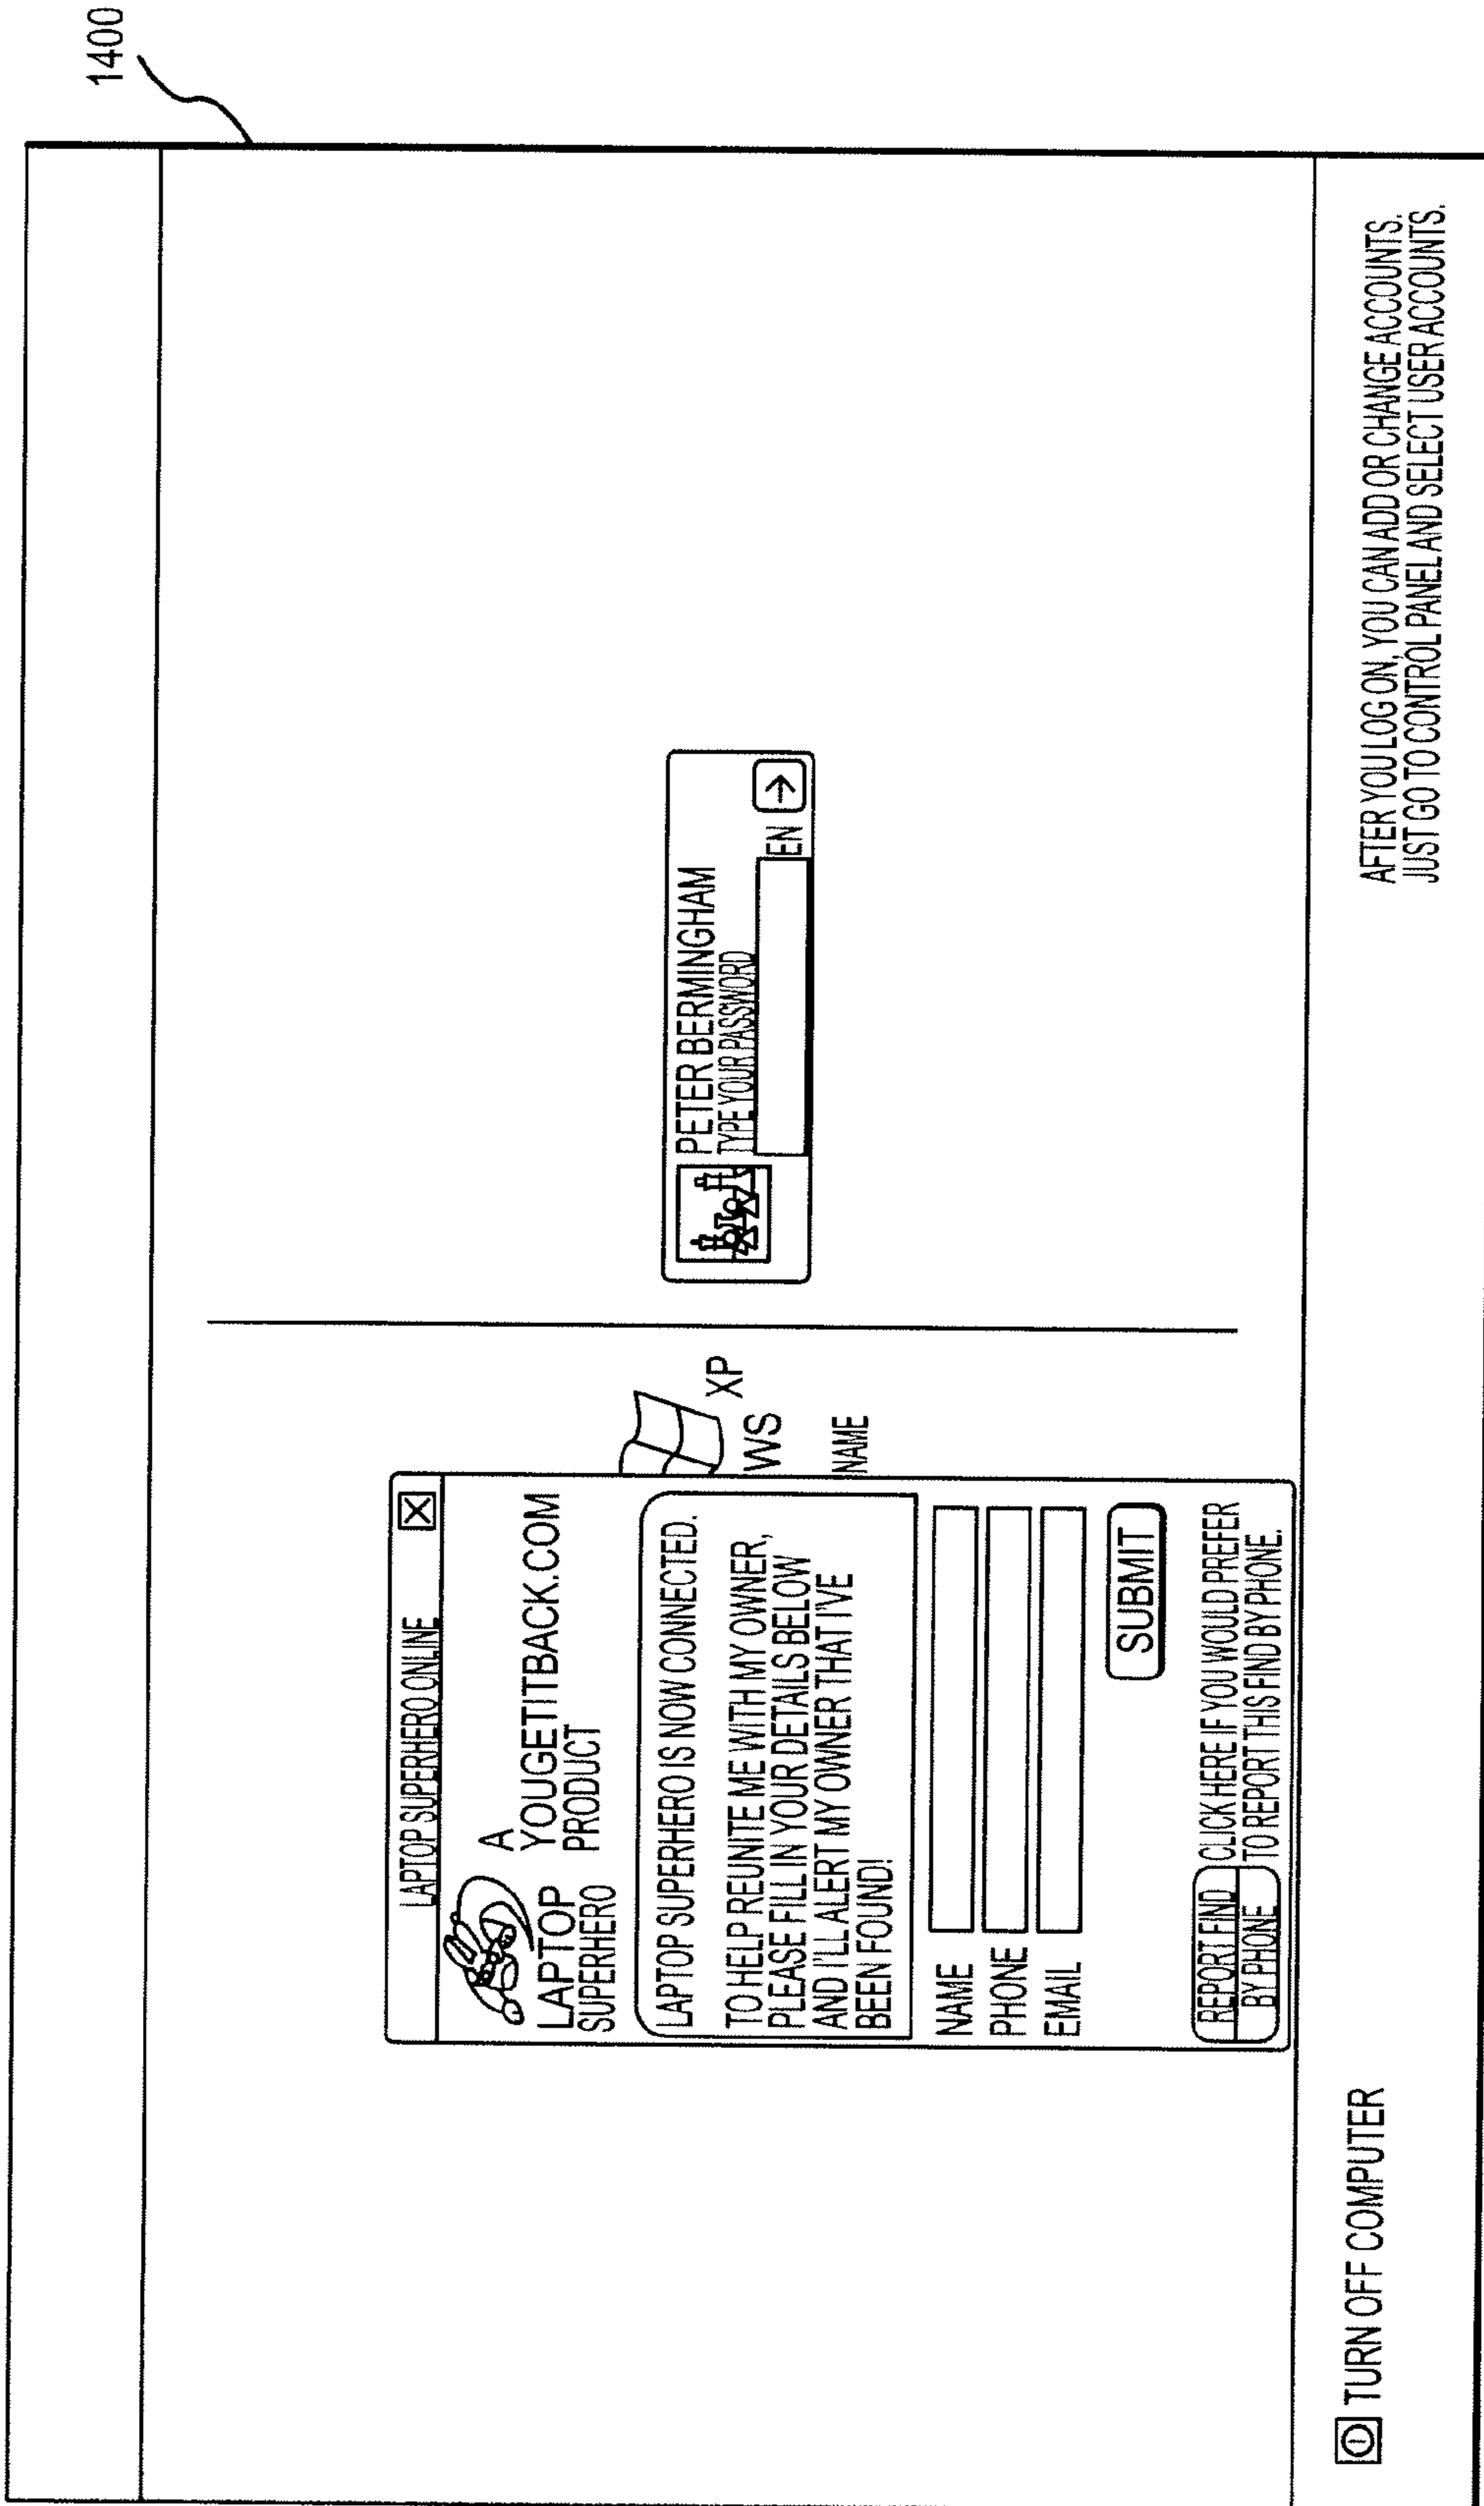 1400
LAPTOP SUPERHERO ONLINE
LAPTOP
SUPERHERO
A
YOUGETITBACK.COM
PRODUCT
LAPTOP SUPERHERO IS NOW CONNECTED.
TO HELP REUNITE ME WITH MY OWNER,
PLEASE FILL IN YOUR DETAILS BELOW
AND I'LL ALERT MY OWNER THAT I'VE
BEEN FOUND!
NAME
PHONE
EMAIL
SUBMIT
REPORT FIND
BY PHONE
CLICK HERE IF YOU WOULD PREFER
TO REPORT THIS FIND BY PHONE.
XP
WS
NAME
PETER BERMINGHAM
TYPE YOUR PASSWORD
EN
TURN OFF COMPUTER
AFTER YOU LOG ON, YOU CAN ADD OR CHANGE ACCOUNTS.
JUST GO TO CONTROL PANEL AND SELECT USER ACCOUNTS.